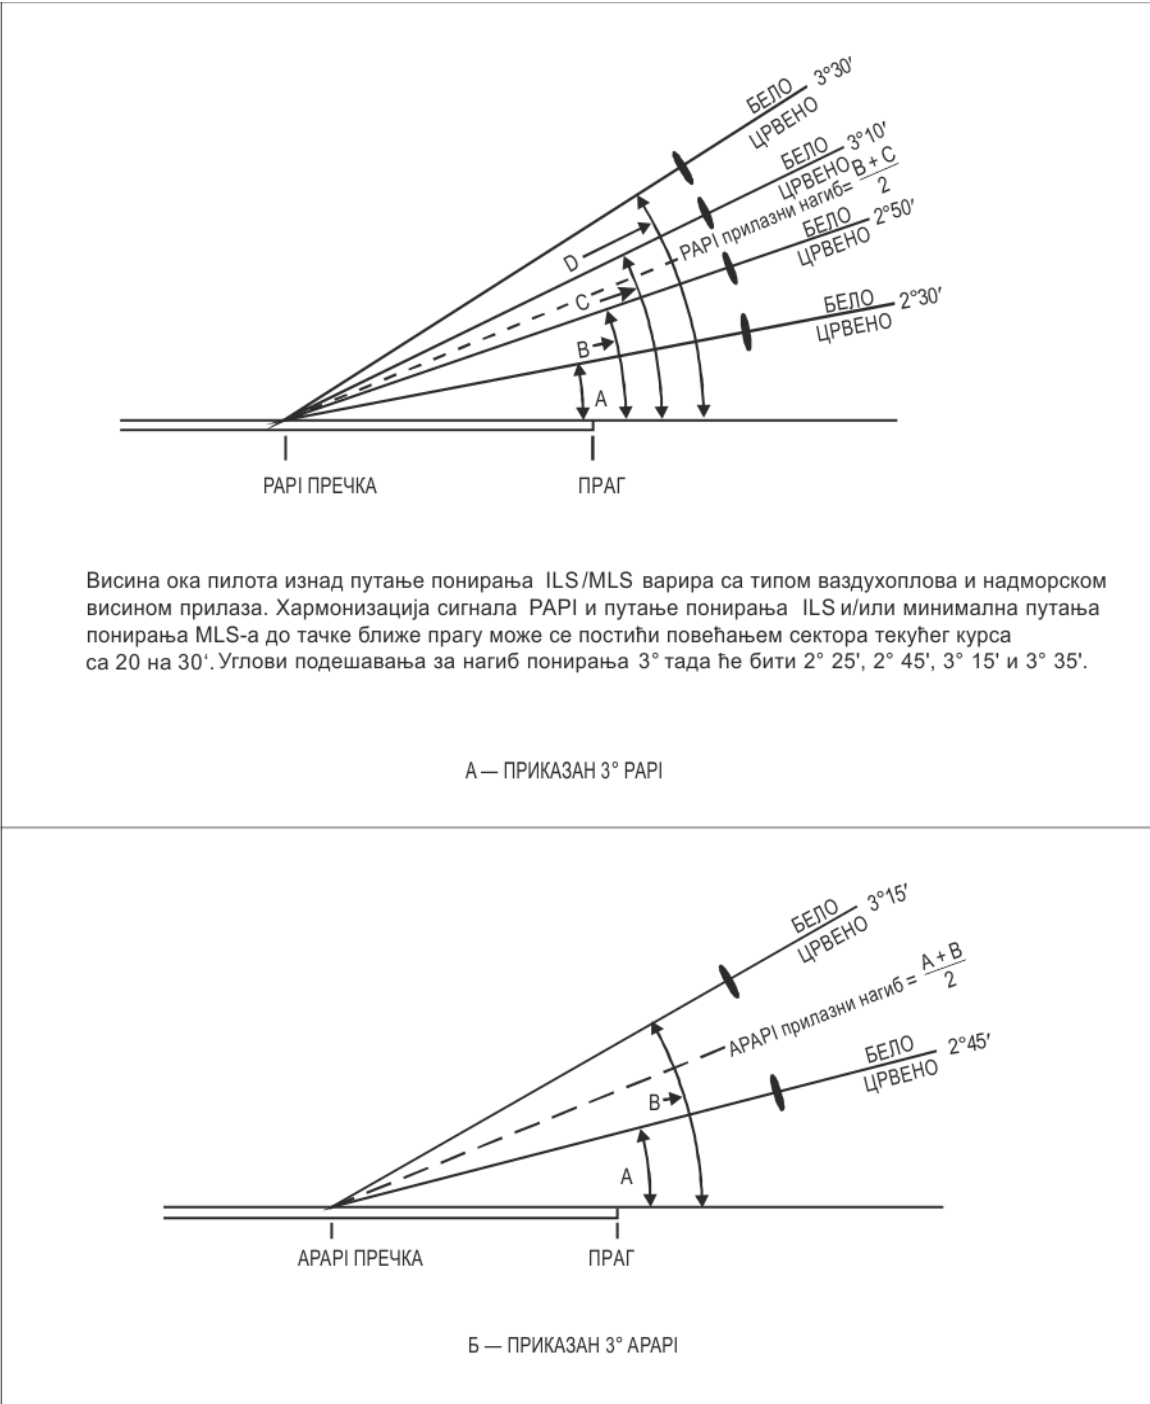 БЕЛО 3°30′
ЦРВЕНО
БЕЛО 3°10′
ЦРВЕНО
PAPI прилазни нагиб= B + C
2
БЕЛО 2°50′
ЦРВЕНО
БЕЛО 2°30′
ЦРВЕНО
D
C
B
A
PAPI ПРЕЧКА
ПРАГ
Висина ока пилота изнад путање понирања ILS/MLS варира са типом ваздухоплова и надморском
висином прилаза. Хармонизација сигнала PAPI и путање понирања ILS и/или минимална путања
понирања MLS-а до тачке ближе прагу може се постићи повећањем сектора текућег курса
са 20 на 30‘. Углови подешавања за нагиб понирања 3° тада ће бити 2° 25', 2° 45', 3° 15' и 3° 35'.
А — ПРИКАЗАН 3° PAPI
БЕЛО 3°15′
ЦРВЕНО
APAPI прилазни нагиб = A + B
2
БЕЛО 2°45′
ЦРВЕНО
B
A
APAPI ПРЕЧКА
ПРАГ
Б — ПРИКАЗАН 3° APAPI